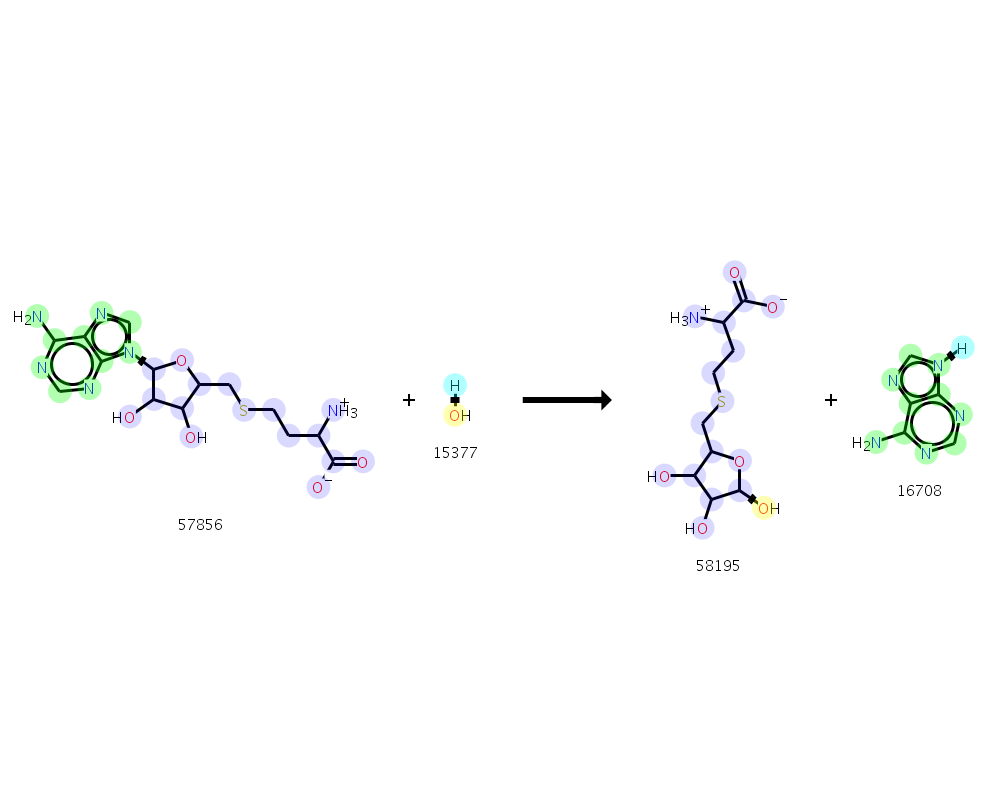 H2N N N N N O HO OH S NH3 + O O −
57856
+
H
OH
15377
O O − H3N + S HO O HO OH
58195
+
H N N N N H2N
16708